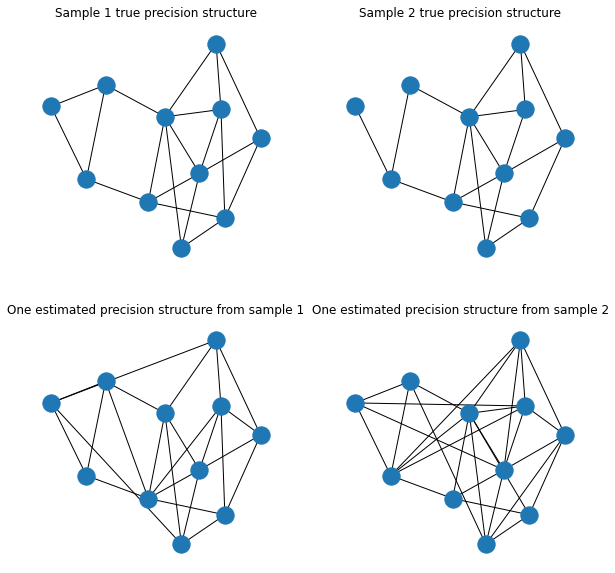 Sample 1 true precision structure
Sample 2 true precision structure
One estimated precision structure from sample 1
One estimated precision structure from sample 2